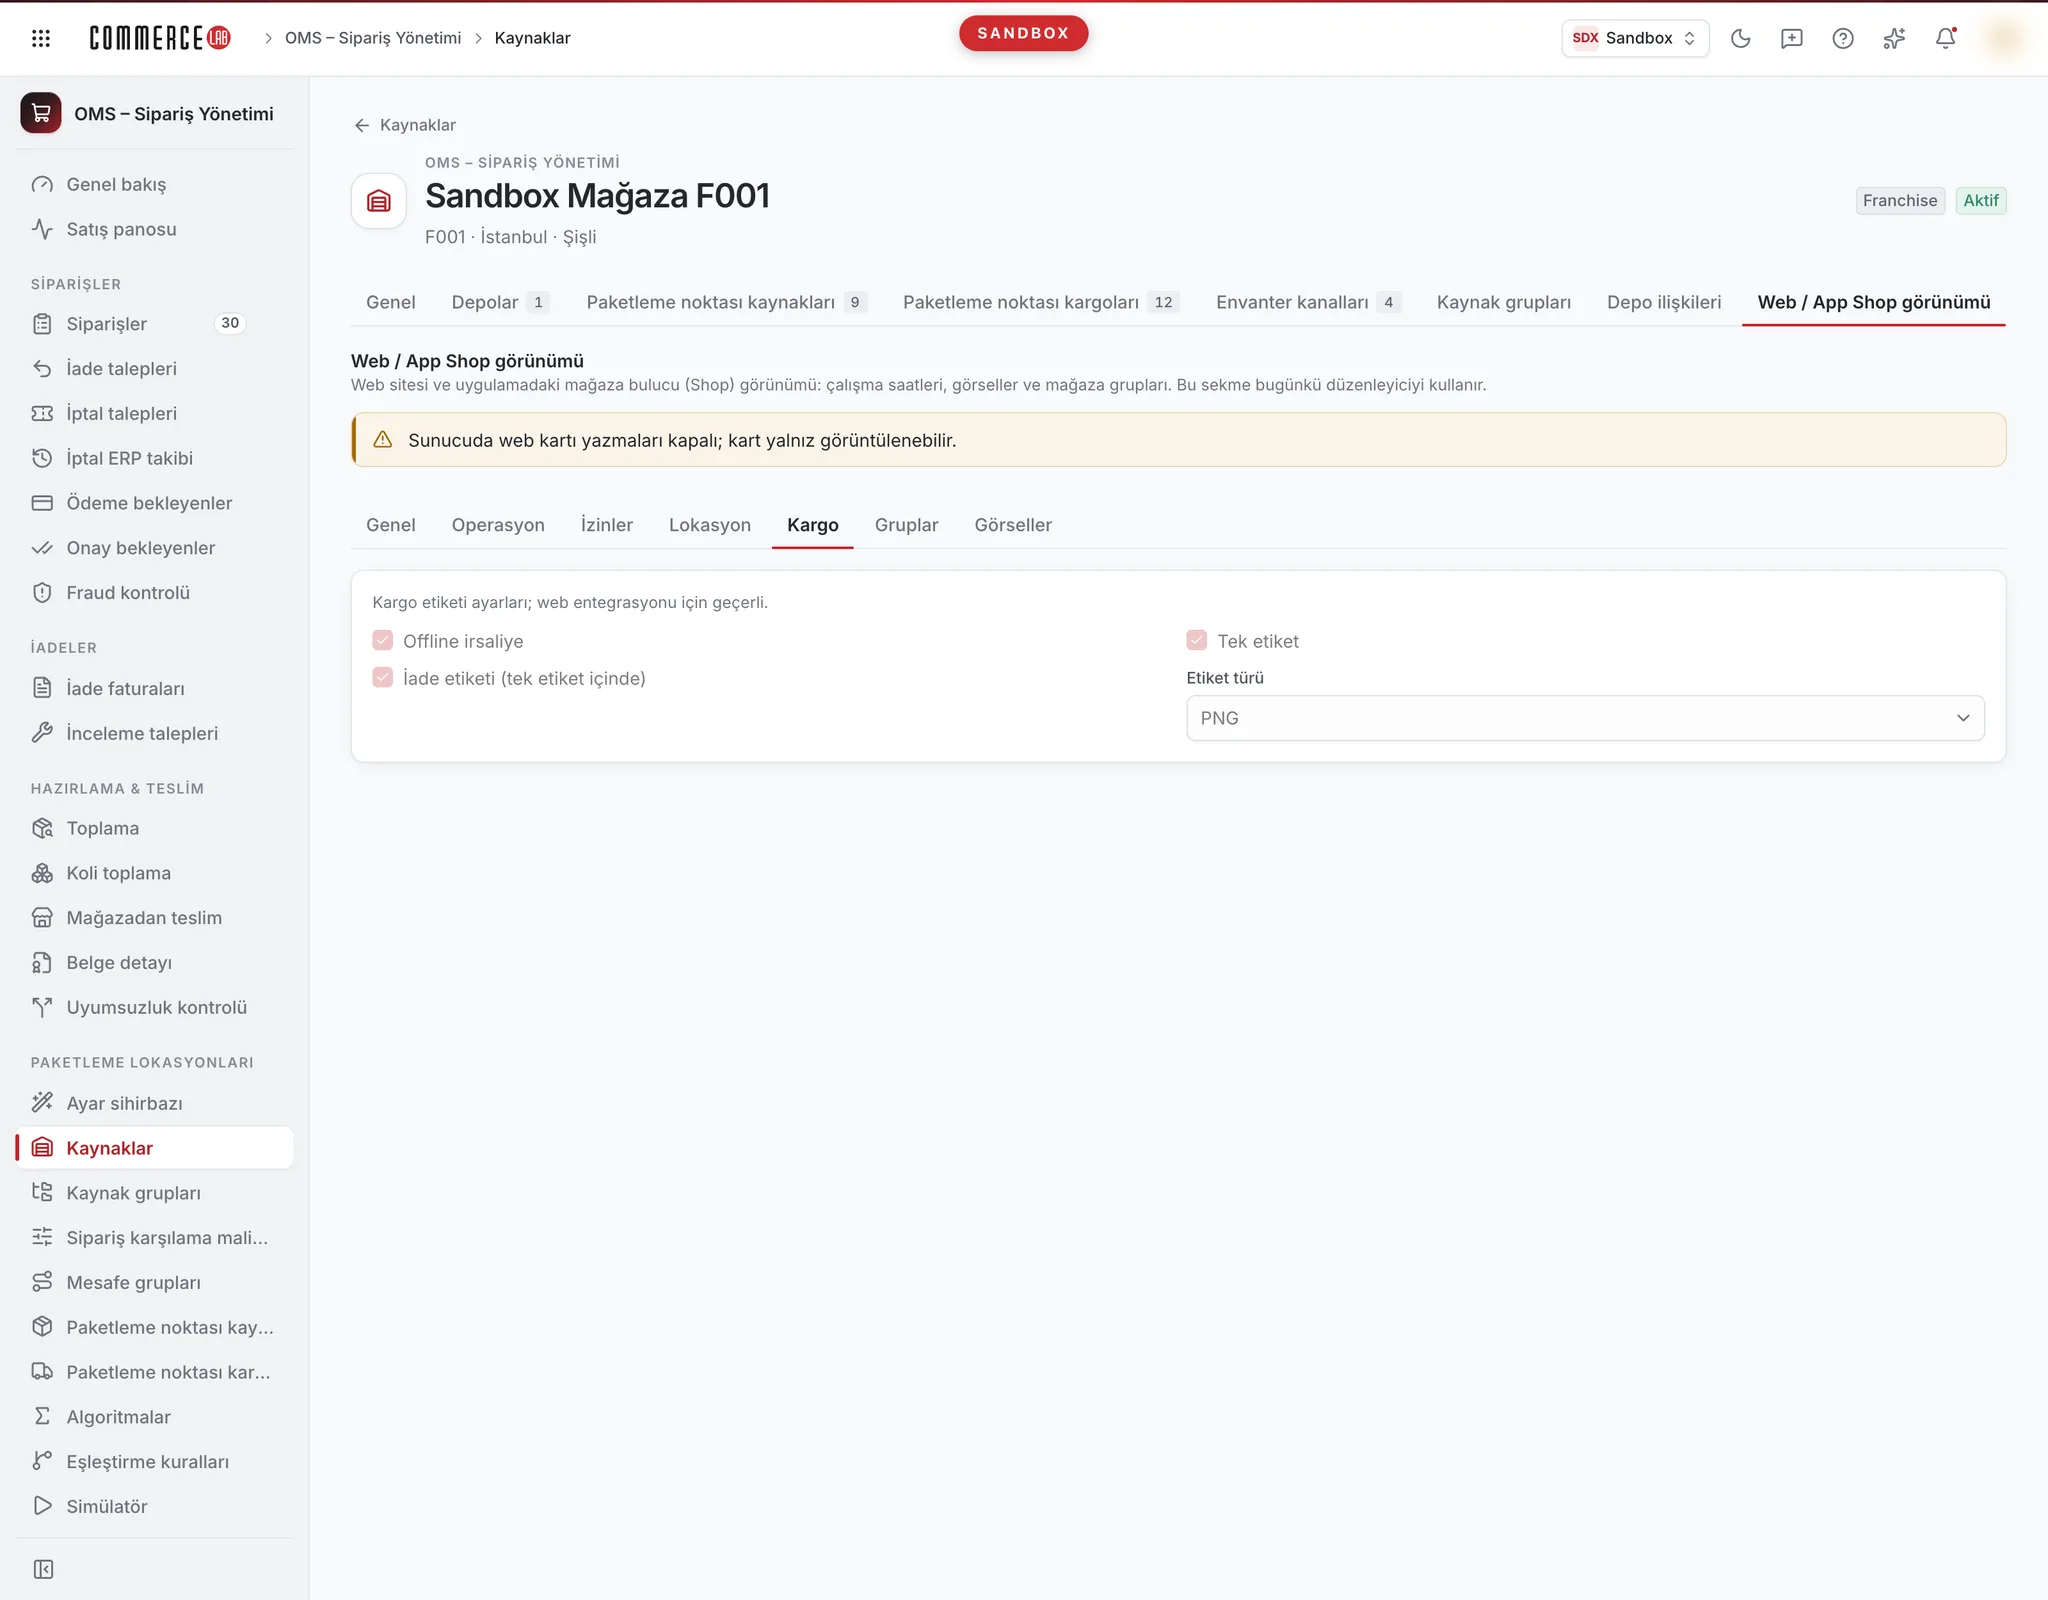 COMMERCE LAB
OMS – Sipariş Yönetimi
Kaynaklar
SANDBOX
SDX Sandbox
OMS – Sipariş Yönetimi
Genel bakış
Satış panosu
SİPARİŞLER
Siparişler 30
İade talepleri
İptal talepleri
İptal ERP takibi
Ödeme bekleyenler
Onay bekleyenler
Fraud kontrolü
İADELER
İade faturaları
İnceleme talepleri
HAZIRLAMA & TESLİM
Toplama
Koli toplama
Mağazadan teslim
Belge detayı
Uyumsuzluk kontrolü
PAKETLEME LOKASYONLARI
Ayar sihirbazı
Kaynaklar
Kaynak grupları
Sipariş karşılama mali...
Mesafe grupları
Paketleme noktası kay...
Paketleme noktası kar...
Algoritmalar
Eşleştirme kuralları
Simülatör
Kaynaklar
OMS – SİPARİŞ YÖNETİMİ
Sandbox Mağaza F001
F001 · İstanbul · Şişli
Franchise Aktif
Genel Depolar 1 Paketleme noktası kaynakları 9 Paketleme noktası kargoları 12 Envanter kanalları 4 Kaynak grupları Depo ilişkileri Web / App Shop görünümü
Web / App Shop görünümü
Web sitesi ve uygulamadaki mağaza bulucu (Shop) görünümü: çalışma saatleri, görseller ve mağaza grupları. Bu sekme bugünkü düzenleyiciyi kullanır.
Sunucuda web kartı yazmaları kapalı; kart yalnız görüntülenebilir.
Genel Operasyon İzinler Lokasyon Kargo Gruplar Görseller
Kargo etiketi ayarları; web entegrasyonu için geçerli.
Offline irsaliye
Tek etiket
İade etiketi (tek etiket içinde)
Etiket türü
PNG